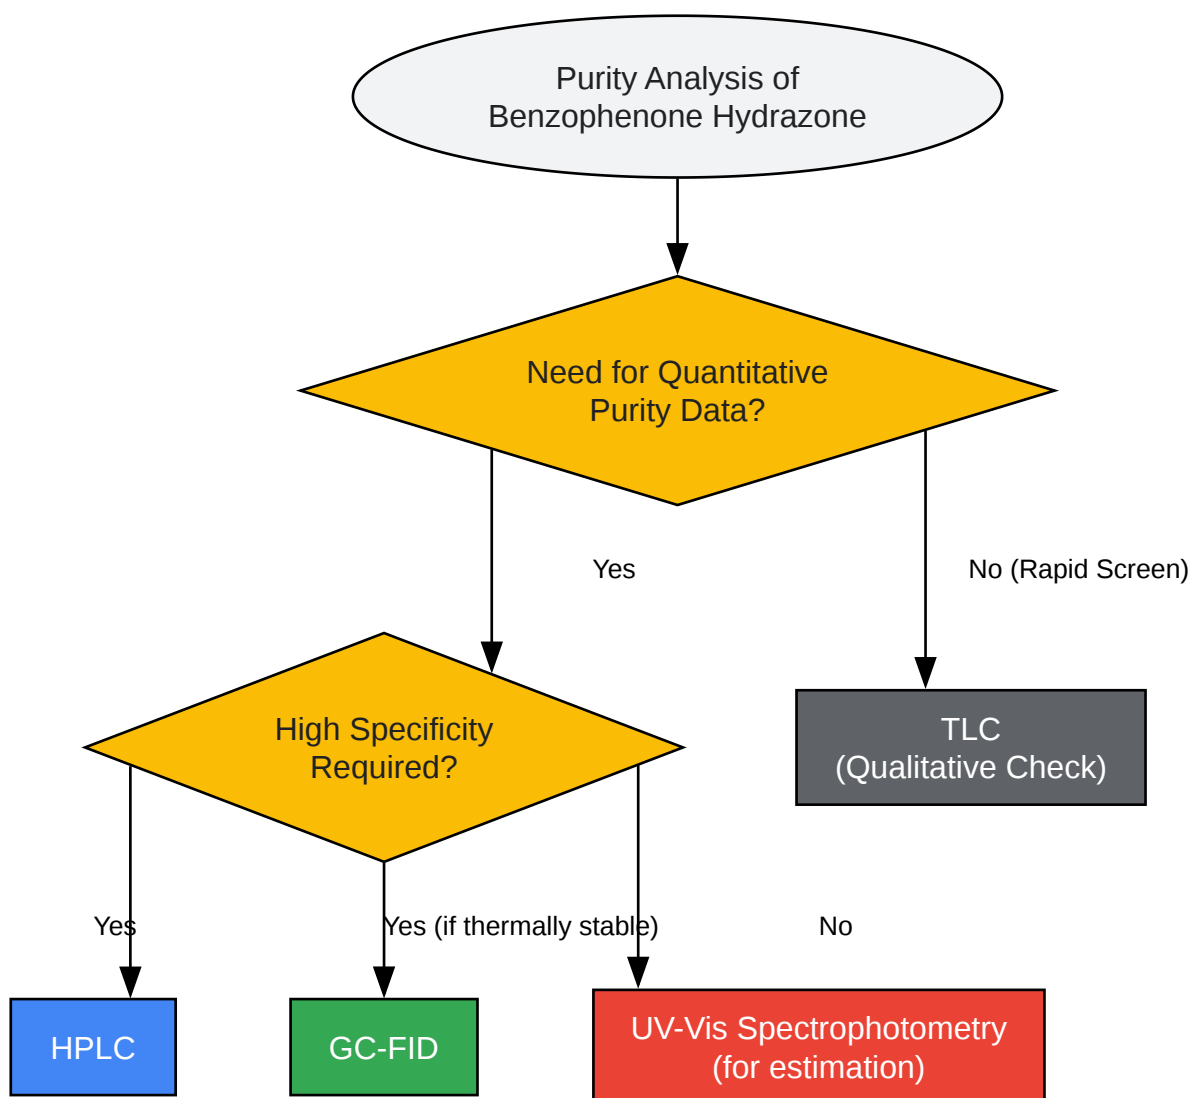 Purity Analysis of
Benzophenone Hydrazone
Need for Quantitative
Purity Data?
Yes
No (Rapid Screen)
High Specificity
Required?
TLC
(Qualitative Check)
Yes
Yes (if thermally stable)
No
HPLC
GC-FID
UV-Vis Spectrophotometry
(for estimation)